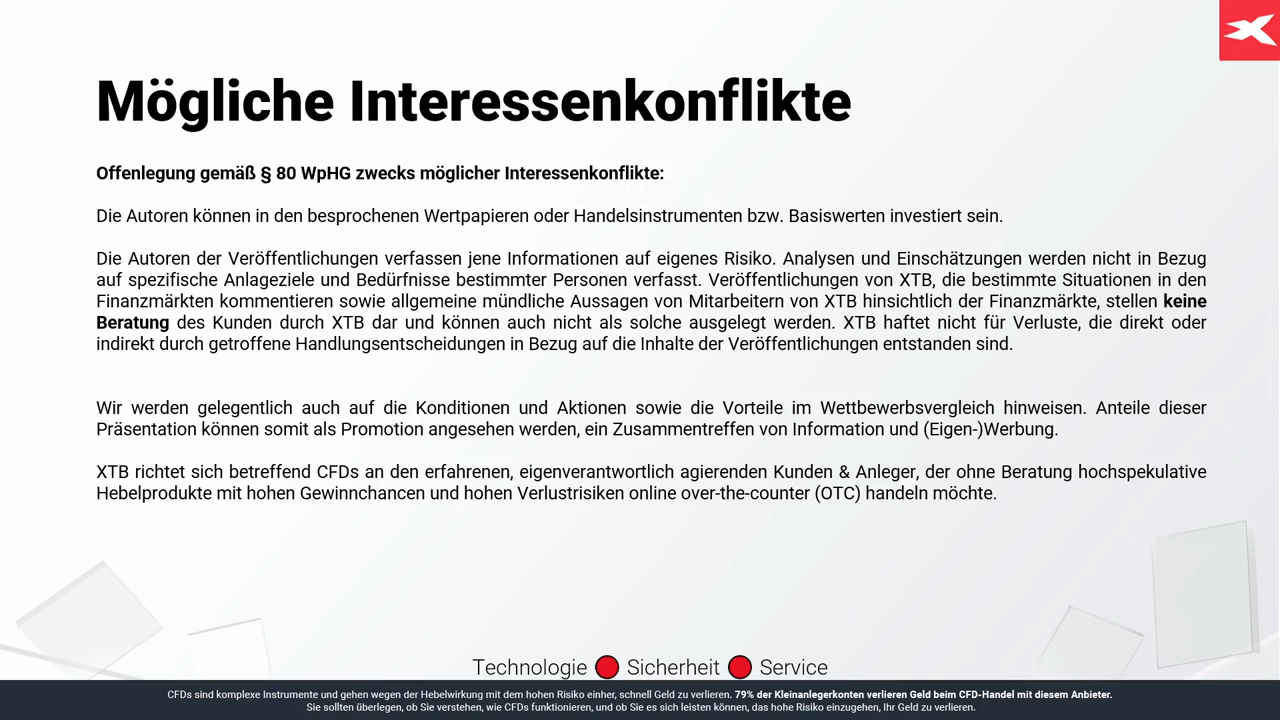 Mögliche Interessenkonflikte
Offenlegung gemäß § 80 WpHG zwecks möglicher Interessenkonflikte:
Die Autoren können in den besprochenen Wertpapieren oder Handelsinstrumenten bzw. Basiswerten investiert sein.
Die Autoren der Veröffentlichungen verfassen jene Informationen auf eigenes Risiko. Analysen und Einschätzungen werden nicht in Bezug
auf spezifische Anlageziele und Bedürfnisse bestimmter Personen verfasst. Veröffentlichungen von XTB, die bestimmte Situationen in den
Finanzmärkten kommentieren sowie allgemeine mündliche Aussagen von Mitarbeitern von XTB hinsichtlich der Finanzmärkte, stellen keine
Beratung des Kunden durch XTB dar und können auch nicht als solche ausgelegt werden. XTB haftet nicht für Verluste, die direkt oder
indirekt durch getroffene Handlungsentscheidungen in Bezug auf die Inhalte der Veröffentlichungen entstanden sind.
Wir werden gelegentlich auch auf die Konditionen und Aktionen sowie die Vorteile im Wettbewerbsvergleich hinweisen. Anteile dieser
Präsentation können somit als Promotion angesehen werden, ein Zusammentreffen von Information und (Eigen-)Werbung.
XTB richtet sich betreffend CFDs an den erfahrenen, eigenverantwortlich agierenden Kunden & Anleger, der ohne Beratung hochspekulative
Hebelprodukte mit hohen Gewinnchancen und hohen Verlustrisiken online over-the-counter (OTC) handeln möchte.
Technologie Sicherheit Service
CFDs sind komplexe Instrumente und gehen wegen der Hebelwirkung mit dem hohen Risiko einher, schnell Geld zu verlieren. 79% der Kleinanlegerkonten verlieren Geld beim CFD-Handel mit diesem Anbieter.
Sie sollten überlegen, ob Sie verstehen, wie CFDs funktionieren, und ob Sie es sich leisten können, das hohe Risiko einzugehen, Ihr Geld zu verlieren.